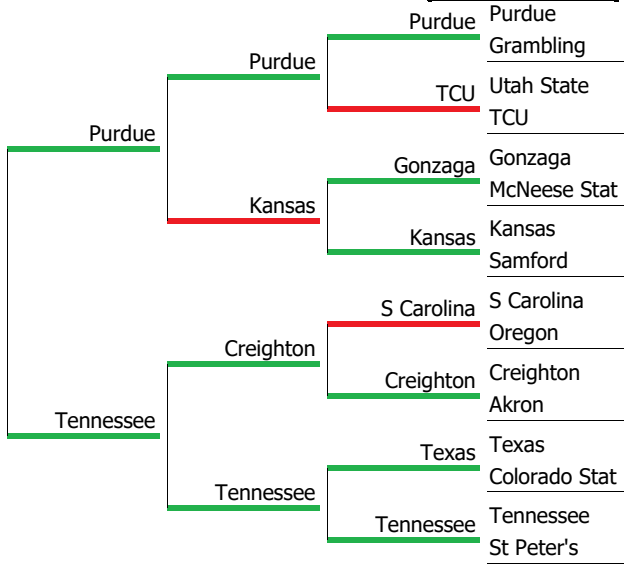 Purdue
Purdue
Grambling
Purdue
TCU
Utah State
TCU
Purdue
Gonzaga
Gonzaga
McNeese Stat
Kansas
Kansas
Kansas
Samford
S Carolina
S Carolina
Oregon
Creighton
Creighton
Creighton
Akron
Tennessee
Texas
Texas
Colorado Stat
Tennessee
Tennessee
Tennessee
St Peter's